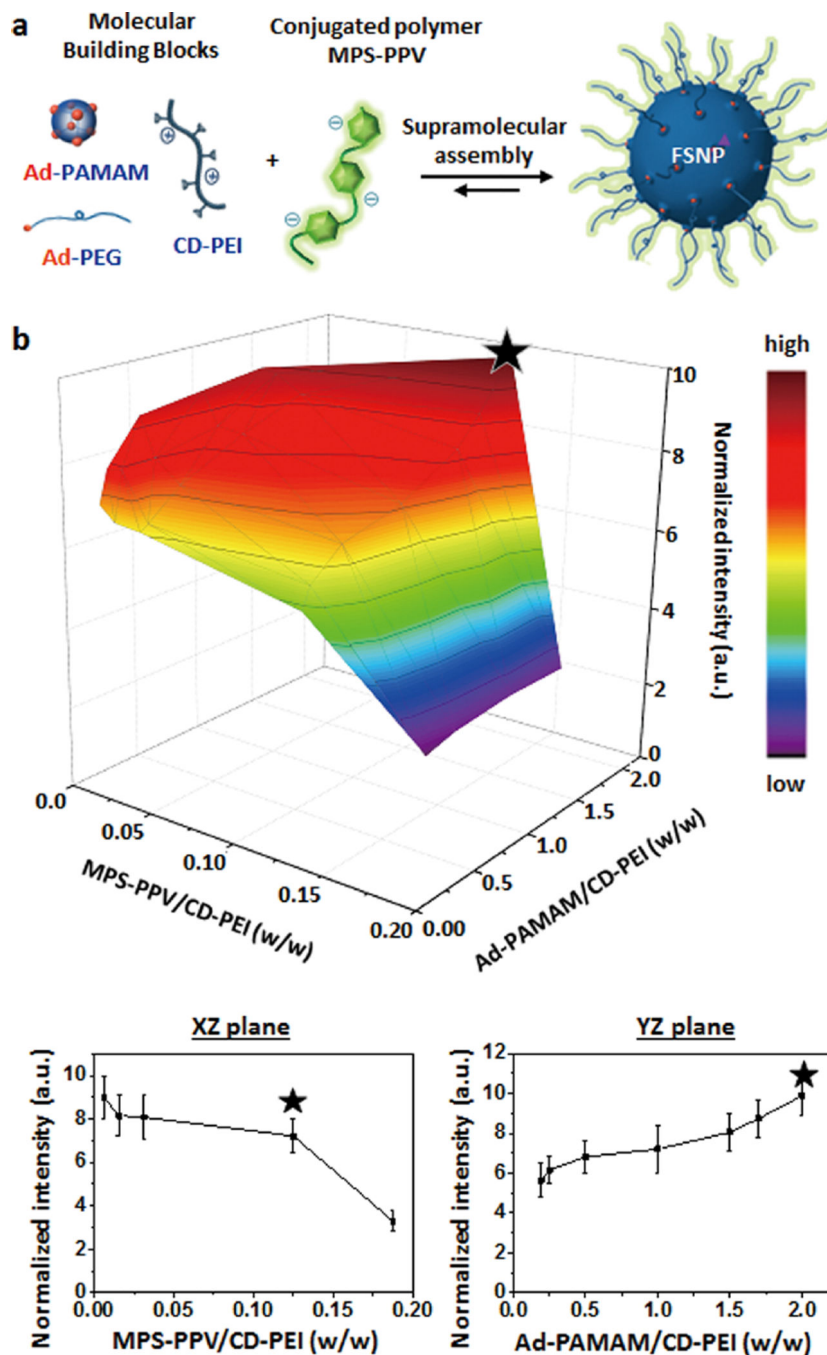 a
Molecular
Building Blocks
Conjugated polymer
MPS-PPV
Ad-PAMAM
Ad-PEG
CD-PEI
+
Supramolecular
assembly
FSNP
b
high
low
10
8
6
4
2
0
Normalized intensity (a.u.)
0.0
0.05
0.10
0.15
0.20
MPS-PPV/CD-PEI (w/w)
0.00
0.5
1.0
1.5
2.0
Ad-PAMAM/CD-PEI (w/w)
XZ plane
Normalized intensity (a.u.)
10
8
6
4
2
0
0.00 0.05 0.10 0.15 0.20
MPS-PPV/CD-PEI (w/w)
YZ plane
Normalized intensity (a.u.)
12
10
8
6
4
2
0
0.0 0.5 1.0 1.5 2.0
Ad-PAMAM/CD-PEI (w/w)